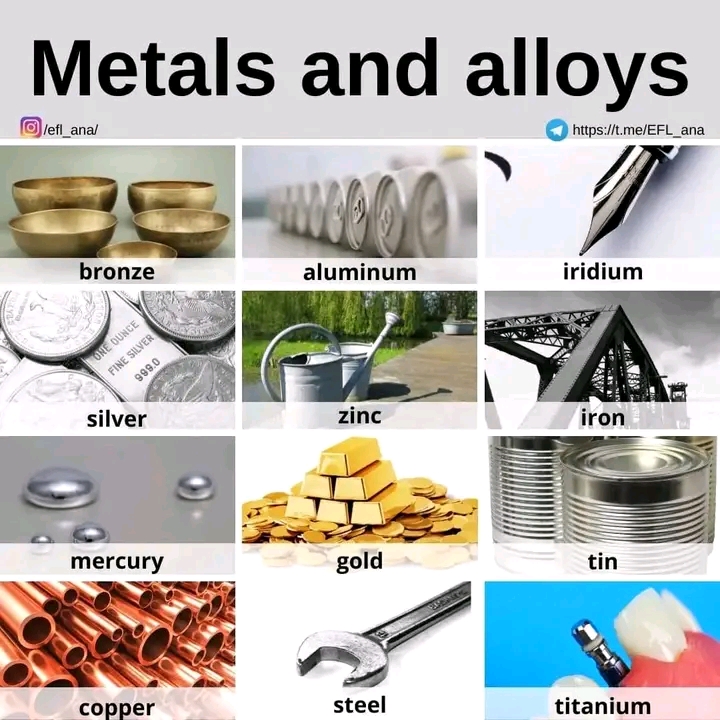 Metals and alloys
/efl_ana/
https://t.me/EFL_ana
bronze
aluminum
iridium
ONE OUNCE
FINE SILVER
999.0
silver
zinc
iron
mercury
gold
tin
copper
steel
titanium